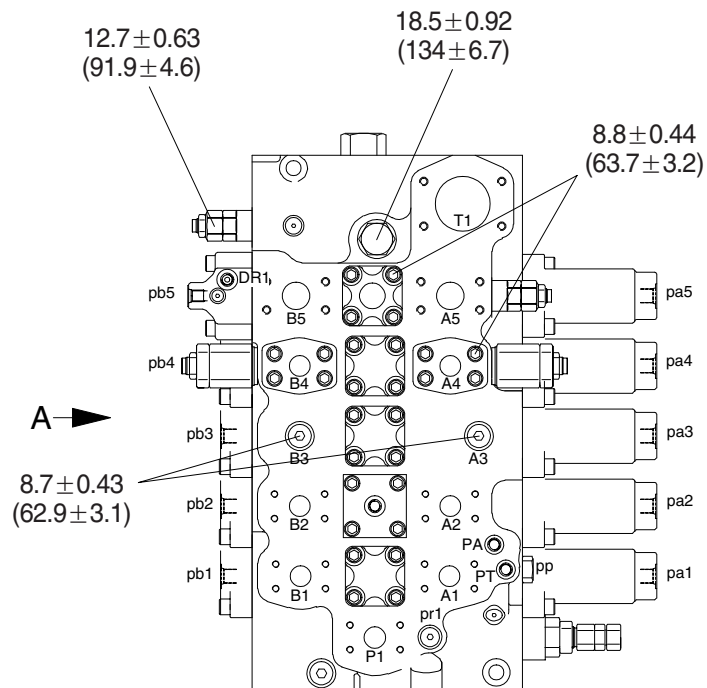 12.7±0.63
(91.9±4.6)
18.5±0.92
(134±6.7)
8.8±0.44
(63.7±3.2)
T1
DR1
pb5
B5
A5
pa5
pb4
B4
A4
pa4
A
pb3
B3
A3
pa3
8.7±0.43
(62.9±3.1)
pb2
B2
A2
pa2
PA
pb1
B1
A1
PT
pp
pa1
pr1
P1